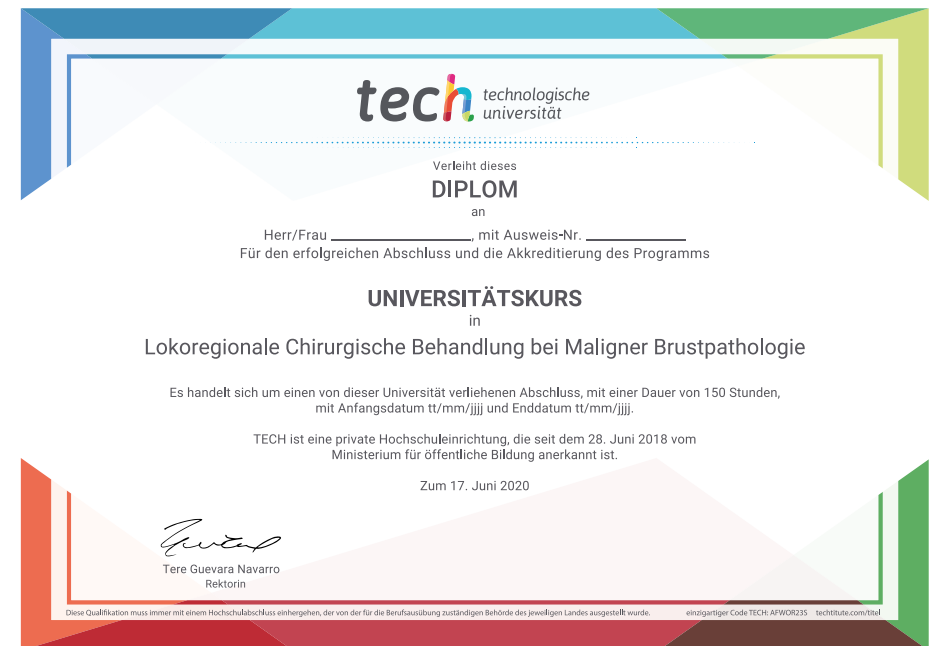 tech technologische
universität
Verleiht dieses
DIPLOM
an
Herr/Frau ____________________, mit Ausweis-Nr. ______________
Für den erfolgreichen Abschluss und die Akkreditierung des Programms
UNIVERSITÄTSKURS
in
Lokoregionale Chirurgische Behandlung bei Maligner Brustpathologie
Es handelt sich um einen von dieser Universität verliehenen Abschluss, mit einer Dauer von 150 Stunden,
mit Anfangsdatum tt/mm/jjjj und Enddatum tt/mm/jjjj.
TECH ist eine private Hochschuleinrichtung, die seit dem 28. Juni 2018 vom
Ministerium für öffentliche Bildung anerkannt ist.
Zum 17. Juni 2020
Tere Guevara Navarro
Rektorin
Diese Qualifikation muss immer mit einem Hochschulabschluss einhergehen, der von der für die Berufsausübung zuständigen Behörde des jeweiligen Landes ausgestellt wurde. einzigartiger Code TECH: AFWOR23S techtitute.com/titel